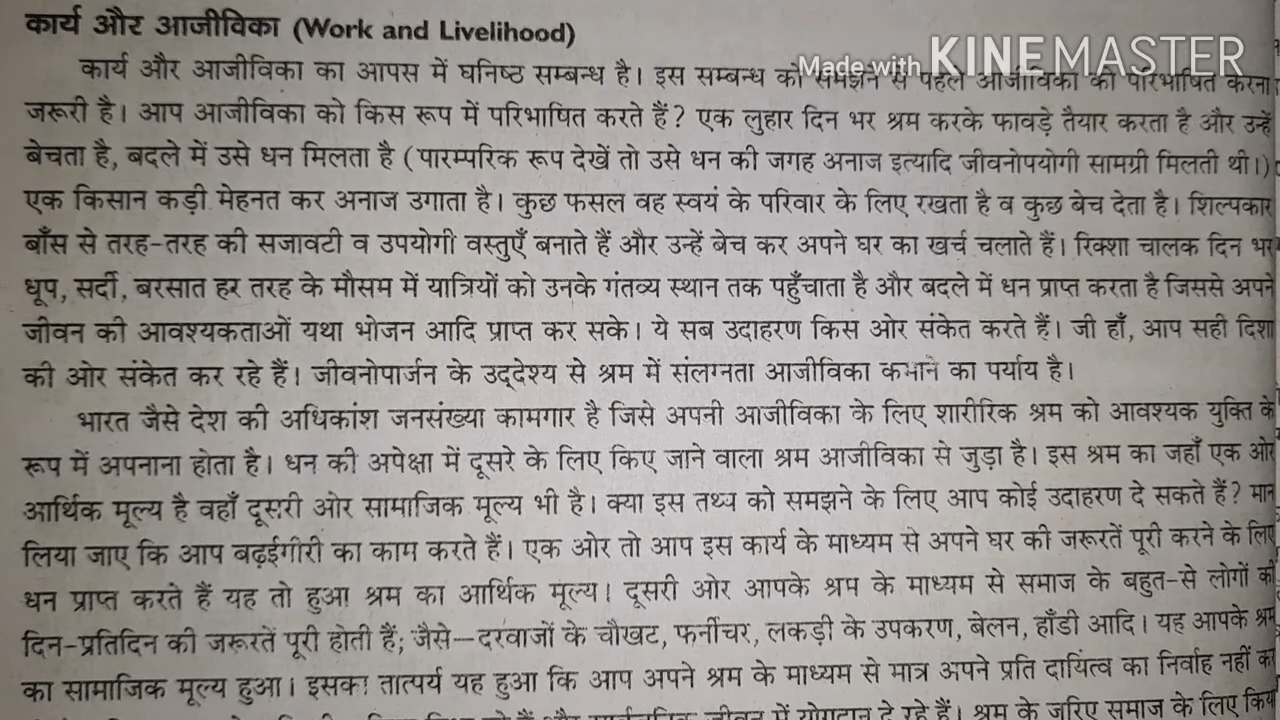 कार्य और आजीविका (Work and Livelihood)
Made with KINEMASTER
कार्य और आजीविका का आपस में घनिष्ठ सम्बन्ध है। इस सम्बन्ध को समझने से पहले आजीविका को परिभाषित करना
जरूरी है। आप आजीविका को किस रूप में परिभाषित करते हैं? एक लुहार दिन भर श्रम करके फावड़े तैयार करता है और उन्हें
बेचता है, बदले में उसे धन मिलता है (पारम्परिक रूप देखें तो उसे धन की जगह अनाज इत्यादि जीवनोपयोगी सामग्री मिलती थी।)
एक किसान कड़ी मेहनत कर अनाज उगाता है। कुछ फसल वह स्वयं के परिवार के लिए रखता है व कुछ बेच देता है। शिल्पकार
बाँस से तरह-तरह की सजावटी व उपयोगी वस्तुएँ बनाते हैं और उन्हें बेच कर अपने घर का खर्च चलाते हैं। रिक्शा चालक दिन भर
धूप, सर्दी, बरसात हर तरह के मौसम में यात्रियों को उनके गंतव्य स्थान तक पहुँचाता है और बदले में धन प्राप्त करता है जिससे अपने
जीवन की आवश्यकताओं यथा भोजन आदि प्राप्त कर सके। ये सब उदाहरण किस ओर संकेत करते हैं। जी हाँ, आप सही दिशा
की ओर संकेत कर रहे हैं। जीवनोपार्जन के उद्देश्य से श्रम में संलग्नता आजीविका कमाने का पर्याय है।
भारत जैसे देश की अधिकांश जनसंख्या कामगार है जिसे अपनी आजीविका के लिए शारीरिक श्रम को आवश्यक युक्ति के
रूप में अपनाना होता है। धन की अपेक्षा में दूसरे के लिए किए जाने वाला श्रम आजीविका से जुड़ा है। इस श्रम का जहाँ एक ओर
आर्थिक मूल्य है वहाँ दूसरी ओर सामाजिक मूल्य भी है। क्या इस तथ्य को समझने के लिए आप कोई उदाहरण दे सकते हैं? मान
लिया जाए कि आप बढ़ईगीरी का काम करते हैं। एक ओर तो आप इस कार्य के माध्यम से अपने घर की जरूरतें पूरी करने के लिए
धन प्राप्त करते हैं यह तो हुआ श्रम का आर्थिक मूल्य। दूसरी ओर आपके श्रम के माध्यम से समाज के बहुत-से लोगों की
दिन-प्रतिदिन की जरूरतें पूरी होती हैं; जैसे—दरवाजों के चौखट, फर्नीचर, लकड़ी के उपकरण, बेलन, हाँडी आदि। यह आपके श्रम
का सामाजिक मूल्य हुआ। इसका तात्पर्य यह हुआ कि आप अपने श्रम के माध्यम से मात्र अपने प्रति दायित्व का निर्वाह नहीं का
जीवन में योगदान दे रहे हैं। श्रम के जरिए समाज के लिए किया